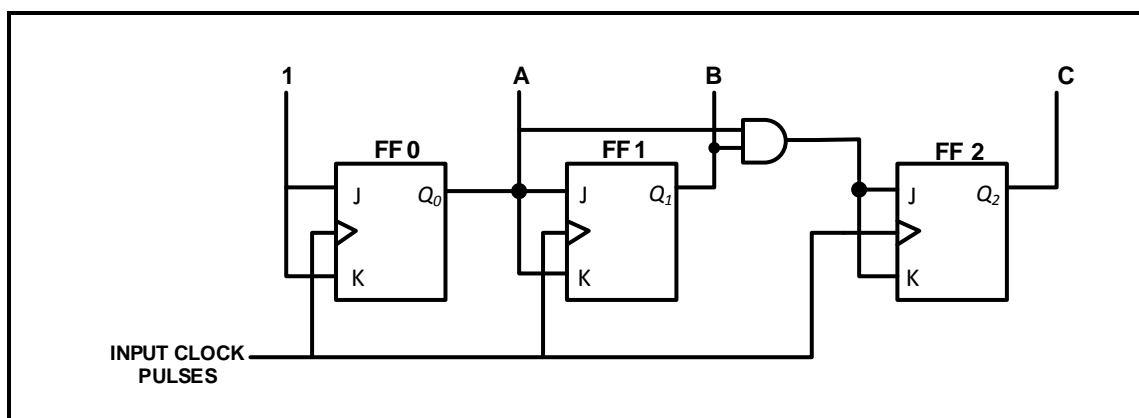 1 A B C
FF 0 FF 1 FF 2
J Q₀ J Q₁ J Q₂
K K K
INPUT CLOCK
PULSES